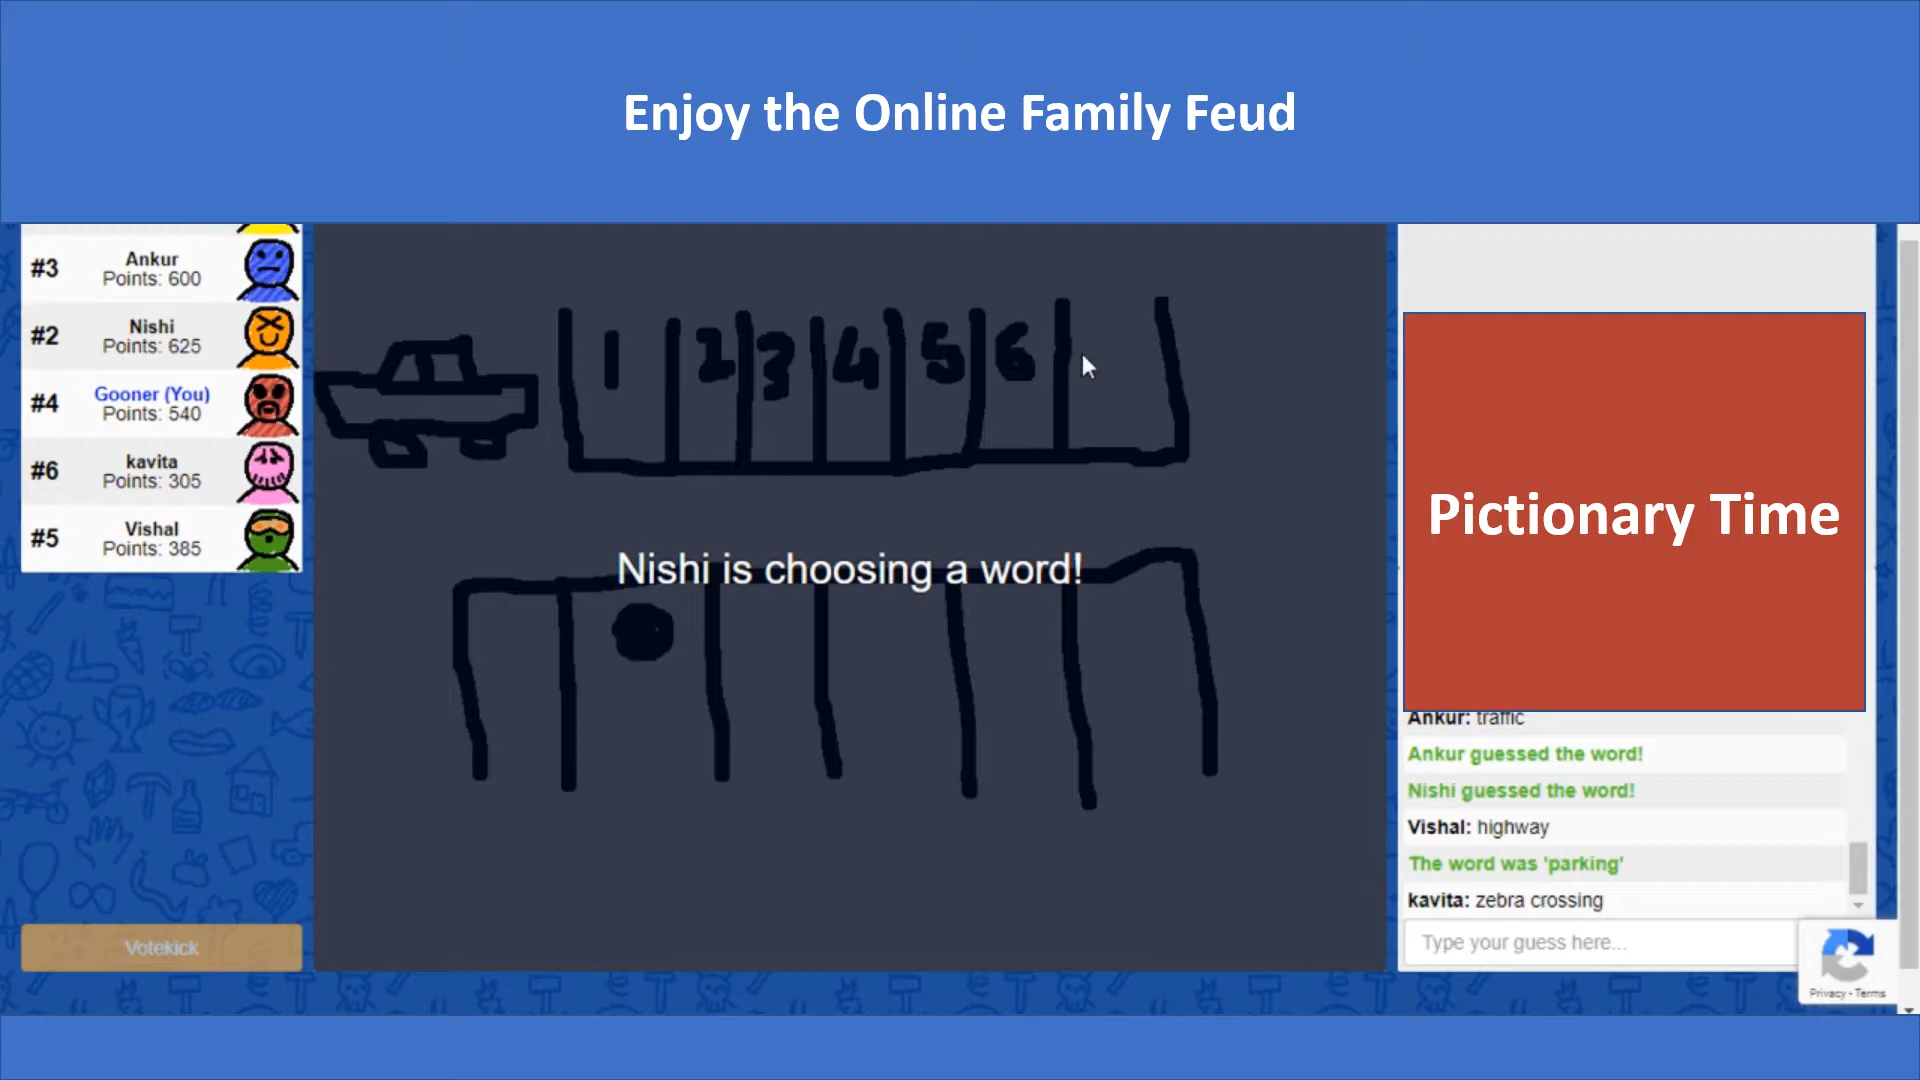 Enjoy the Online Family Feud
#3
Ankur
Points: 600
#2
Nishi
Points: 625
#4
Gooner (You)
Points: 540
#6
kavita
Points: 305
#5
Vishal
Points: 385
Votekick
1 2 3 4 5 6
Nishi is choosing a word!
Pictionary Time
Ankur: traffic
Ankur guessed the word!
Nishi guessed the word!
Vishal: highway
The word was 'parking'
kavita: zebra crossing
Type your guess here...
Privacy - Terms